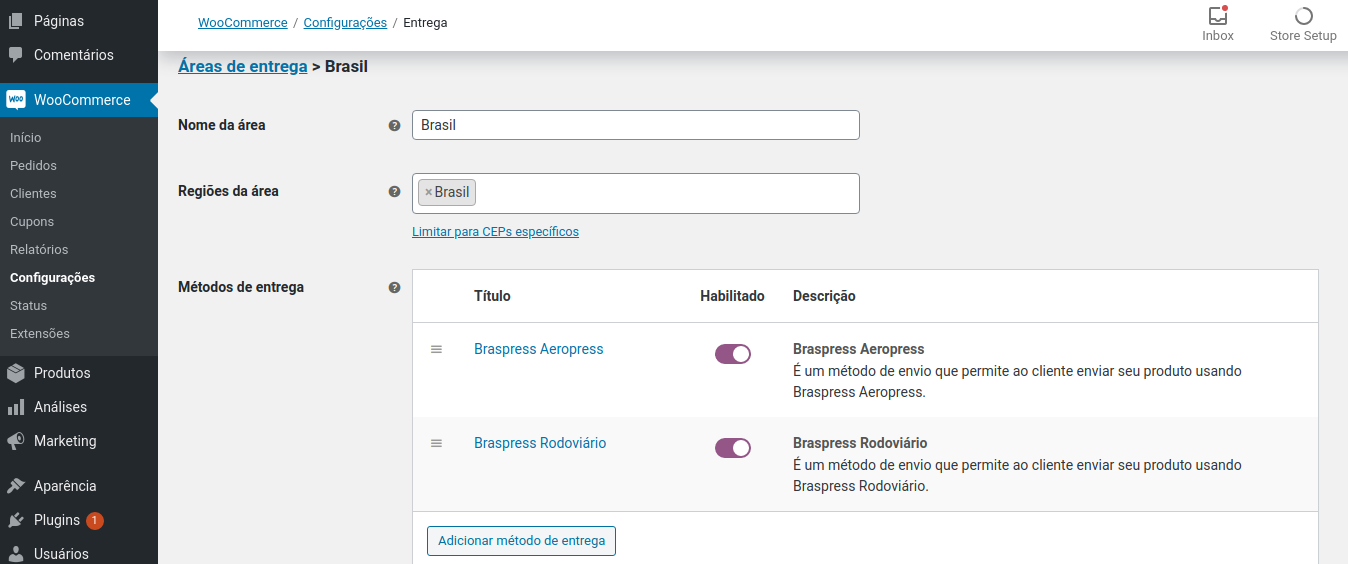 Páginas
Comentários
WooCommerce
Início
Pedidos
Clientes
Cupons
Relatórios
Configurações
Status
Extensões
Produtos
Análises
Marketing
Aparência
Plugins 1
Usuários
WooCommerce / Configurações / Entrega
Inbox
Store Setup
Áreas de entrega > Brasil
Nome da área ? Brasil
Regiões da área ? × Brasil
Limitar para CEPs específicos
Métodos de entrega ?
Título Habilitado Descrição
Braspress Aeropress
Braspress Aeropress
É um método de envio que permite ao cliente enviar seu produto usando
Braspress Aeropress.
Braspress Rodoviário
Braspress Rodoviário
É um método de envio que permite ao cliente enviar seu produto usando
Braspress Rodoviário.
Adicionar método de entrega